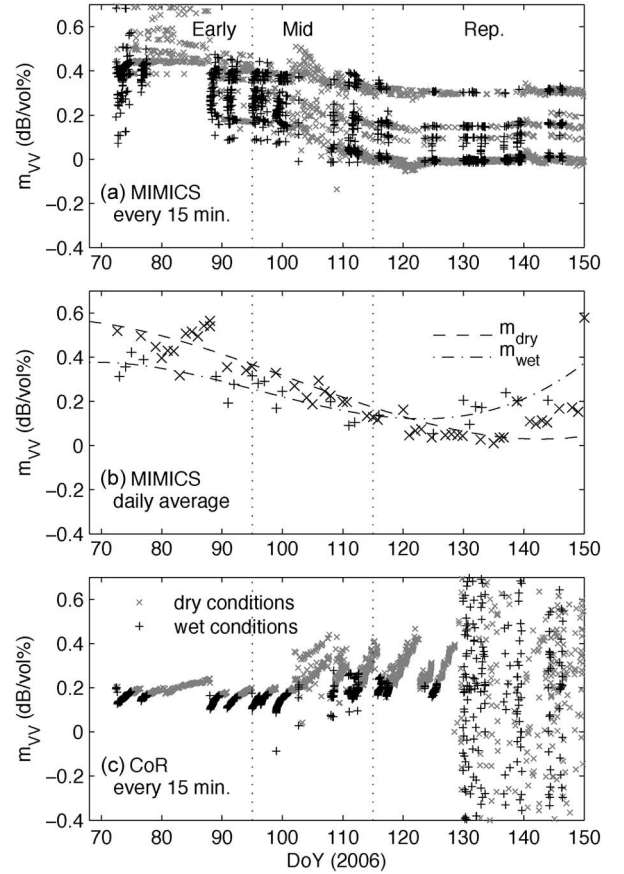 Early Mid Rep.
0.6
0.4
0.2
0
−0.2
−0.4
m_VV (dB/vol%)
(a) MIMICS
every 15 min.
70 80 90 100 110 120 130 140 150
0.6
0.4
0.2
0
−0.2
−0.4
m_VV (dB/vol%)
m_dry
m_wet
(b) MIMICS
daily average
70 80 90 100 110 120 130 140 150
0.6
0.4
0.2
0
−0.2
−0.4
m_VV (dB/vol%)
dry conditions
wet conditions
(c) CoR
every 15 min.
70 80 90 100 110 120 130 140 150
DoY (2006)